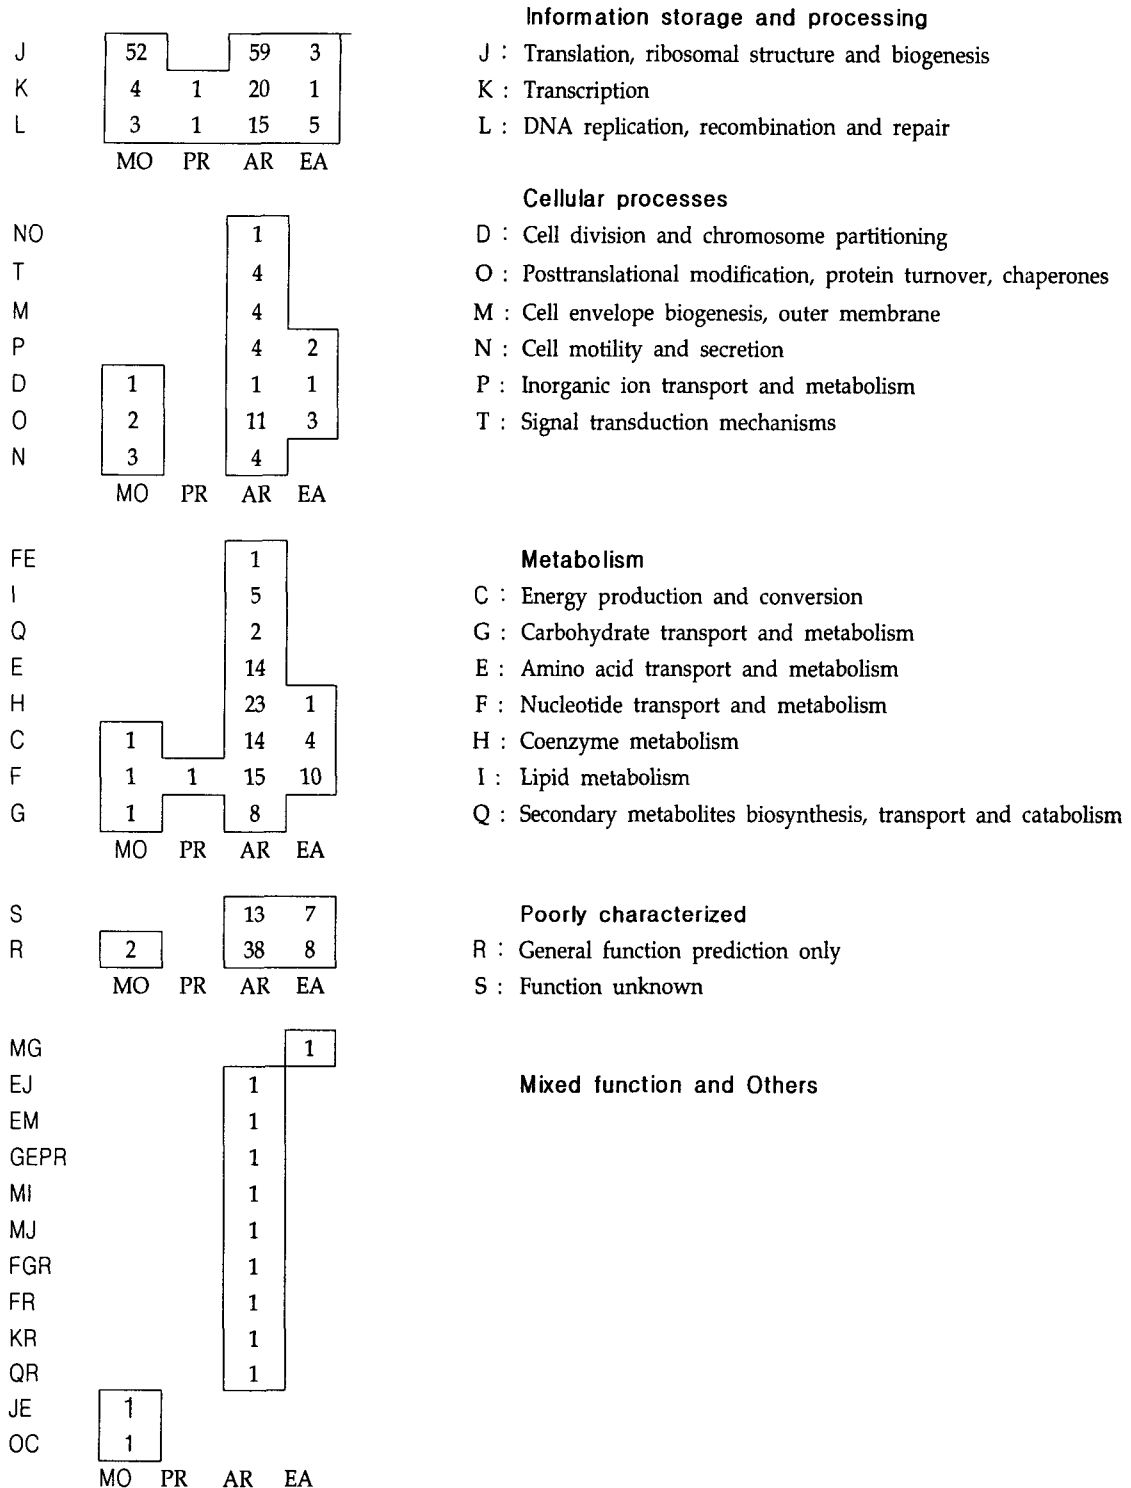 Information storage and processing
J 52 59 3 J : Translation, ribosomal structure and biogenesis
K 4 1 20 1 K : Transcription
L 3 1 15 5 L : DNA replication, recombination and repair
MO PR AR EA
Cellular processes
NO 1 D : Cell division and chromosome partitioning
T 4 O : Posttranslational modification, protein turnover, chaperones
M 4 M : Cell envelope biogenesis, outer membrane
P 4 2 N : Cell motility and secretion
D 1 1 1 P : Inorganic ion transport and metabolism
O 2 11 3 T : Signal transduction mechanisms
N 3 4
MO PR AR EA
FE 1 Metabolism
I 5 C : Energy production and conversion
Q 2 G : Carbohydrate transport and metabolism
E 14 E : Amino acid transport and metabolism
H 23 1 F : Nucleotide transport and metabolism
C 1 14 4 H : Coenzyme metabolism
F 1 1 15 10 I : Lipid metabolism
G 1 8 Q : Secondary metabolites biosynthesis, transport and catabolism
MO PR AR EA
S 13 7 Poorly characterized
R 2 38 8 R : General function prediction only
MO PR AR EA S : Function unknown
MG 1
EJ 1 Mixed function and Others
EM 1
GEPR 1
MI 1
MJ 1
FGR 1
FR 1
KR 1
QR 1
JE 1
OC 1
MO PR AR EA